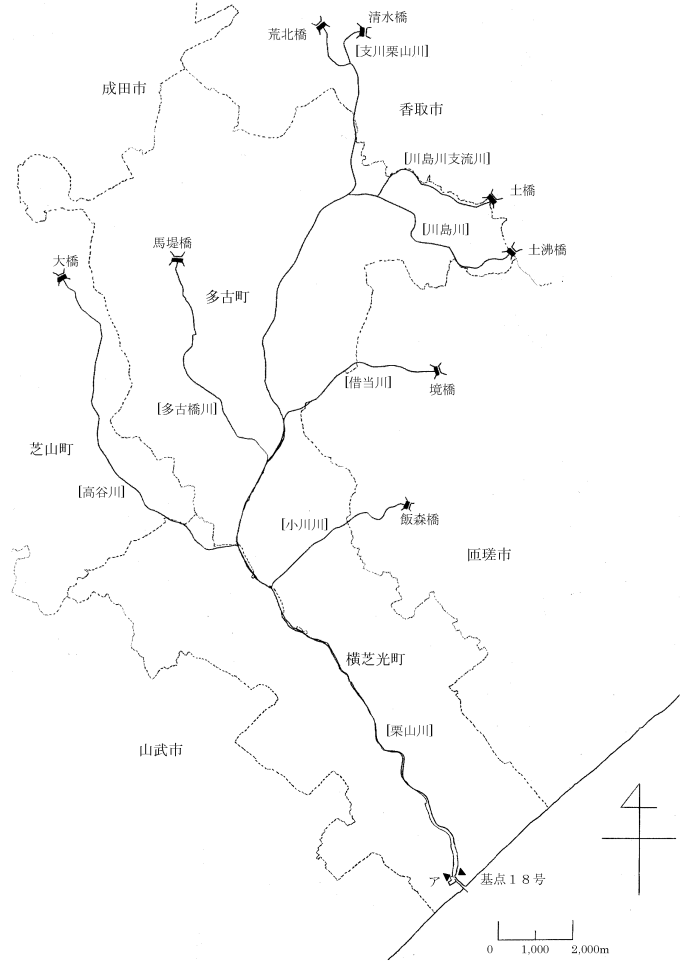 清水橋
荒北橋
[支川栗山川]
成田市
香取市
[川島川支流川]
土橋
[川島川]
馬堤橋
土沸橋
大橋
多古町
[借当川]
境橋
[多古橋川]
芝山町
[高谷川]
飯森橋
[小川川]
匝瑳市
横芝光町
[栗山川]
山武市
ア
基点18号
0 1,000 2,000m